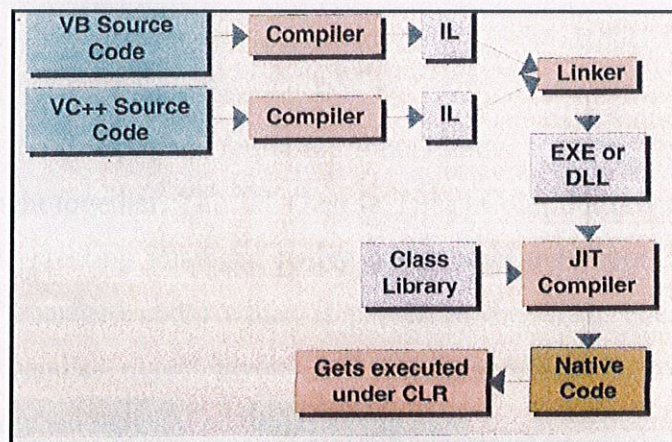 VB Source
Code
Compiler
IL
Linker
VC++ Source
Code
Compiler
IL
EXE or
DLL
Class
Library
JIT
Compiler
Gets executed
under CLR
Native
Code